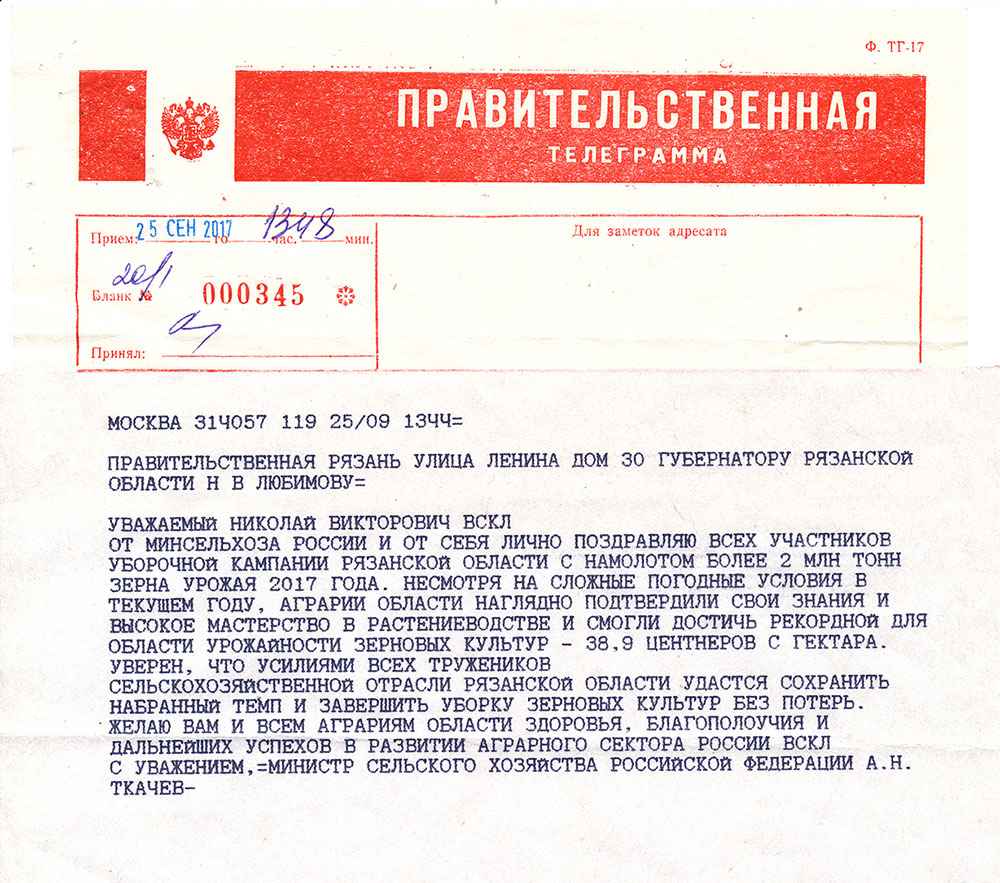 Ф. ТГ-17
ПРАВИТЕЛЬСТВЕННАЯ
ТЕЛЕГРАММА
Прием: 25 СЕН 2017 го 1348 час. мин.
Для заметок адресата
20/1
Бланк № 000345
Принял:
МОСКВА 314057 119 25/09 1344=
ПРАВИТЕЛЬСТВЕННАЯ РЯЗАНЬ УЛИЦА ЛЕНИНА ДОМ 30 ГУБЕРНАТОРУ РЯЗАНСКОЙ
ОБЛАСТИ Н В ЛЮБИМОВУ=
УВАЖАЕМЫЙ НИКОЛАЙ ВИКТОРОВИЧ ВСКЛ
ОТ МИНСЕЛЬХОЗА РОССИИ И ОТ СЕБЯ ЛИЧНО ПОЗДРАВЛЯЮ ВСЕХ УЧАСТНИКОВ
УБОРОЧНОЙ КАМПАНИИ РЯЗАНСКОЙ ОБЛАСТИ С НАМОЛОТОМ БОЛЕЕ 2 МЛН ТОНН
ЗЕРНА УРОЖАЯ 2017 ГОДА. НЕСМОТРЯ НА СЛОЖНЫЕ ПОГОДНЫЕ УСЛОВИЯ В
ТЕКУЩЕМ ГОДУ, АГРАРИИ ОБЛАСТИ НАГЛЯДНО ПОДТВЕРДИЛИ СВОИ ЗНАНИЯ И
ВЫСОКОЕ МАСТЕРСТВО В РАСТЕНИЕВОДСТВЕ И СМОГЛИ ДОСТИЧЬ РЕКОРДНОЙ ДЛЯ
ОБЛАСТИ УРОЖАЙНОСТИ ЗЕРНОВЫХ КУЛЬТУР - 38,9 ЦЕНТНЕРОВ С ГЕКТАРА.
УВЕРЕН, ЧТО УСИЛИЯМИ ВСЕХ ТРУЖЕНИКОВ
СЕЛЬСКОХОЗЯЙСТВЕННОЙ ОТРАСЛИ РЯЗАНСКОЙ ОБЛАСТИ УДАСТСЯ СОХРАНИТЬ
НАБРАННЫЙ ТЕМП И ЗАВЕРШИТЬ УБОРКУ ЗЕРНОВЫХ КУЛЬТУР БЕЗ ПОТЕРЬ.
ЖЕЛАЮ ВАМ И ВСЕМ АГРАРИЯМ ОБЛАСТИ ЗДОРОВЬЯ, БЛАГОПОЛОУЧИЯ И
ДАЛЬНЕЙШИХ УСПЕХОВ В РАЗВИТИИ АГРАРНОГО СЕКТОРА РОССИИ ВСКЛ
С УВАЖЕНИЕМ,=МИНИСТР СЕЛЬСКОГО ХОЗЯЙСТВА РОССИЙСКОЙ ФЕДЕРАЦИИ А.Н.
ТКАЧЕВ-